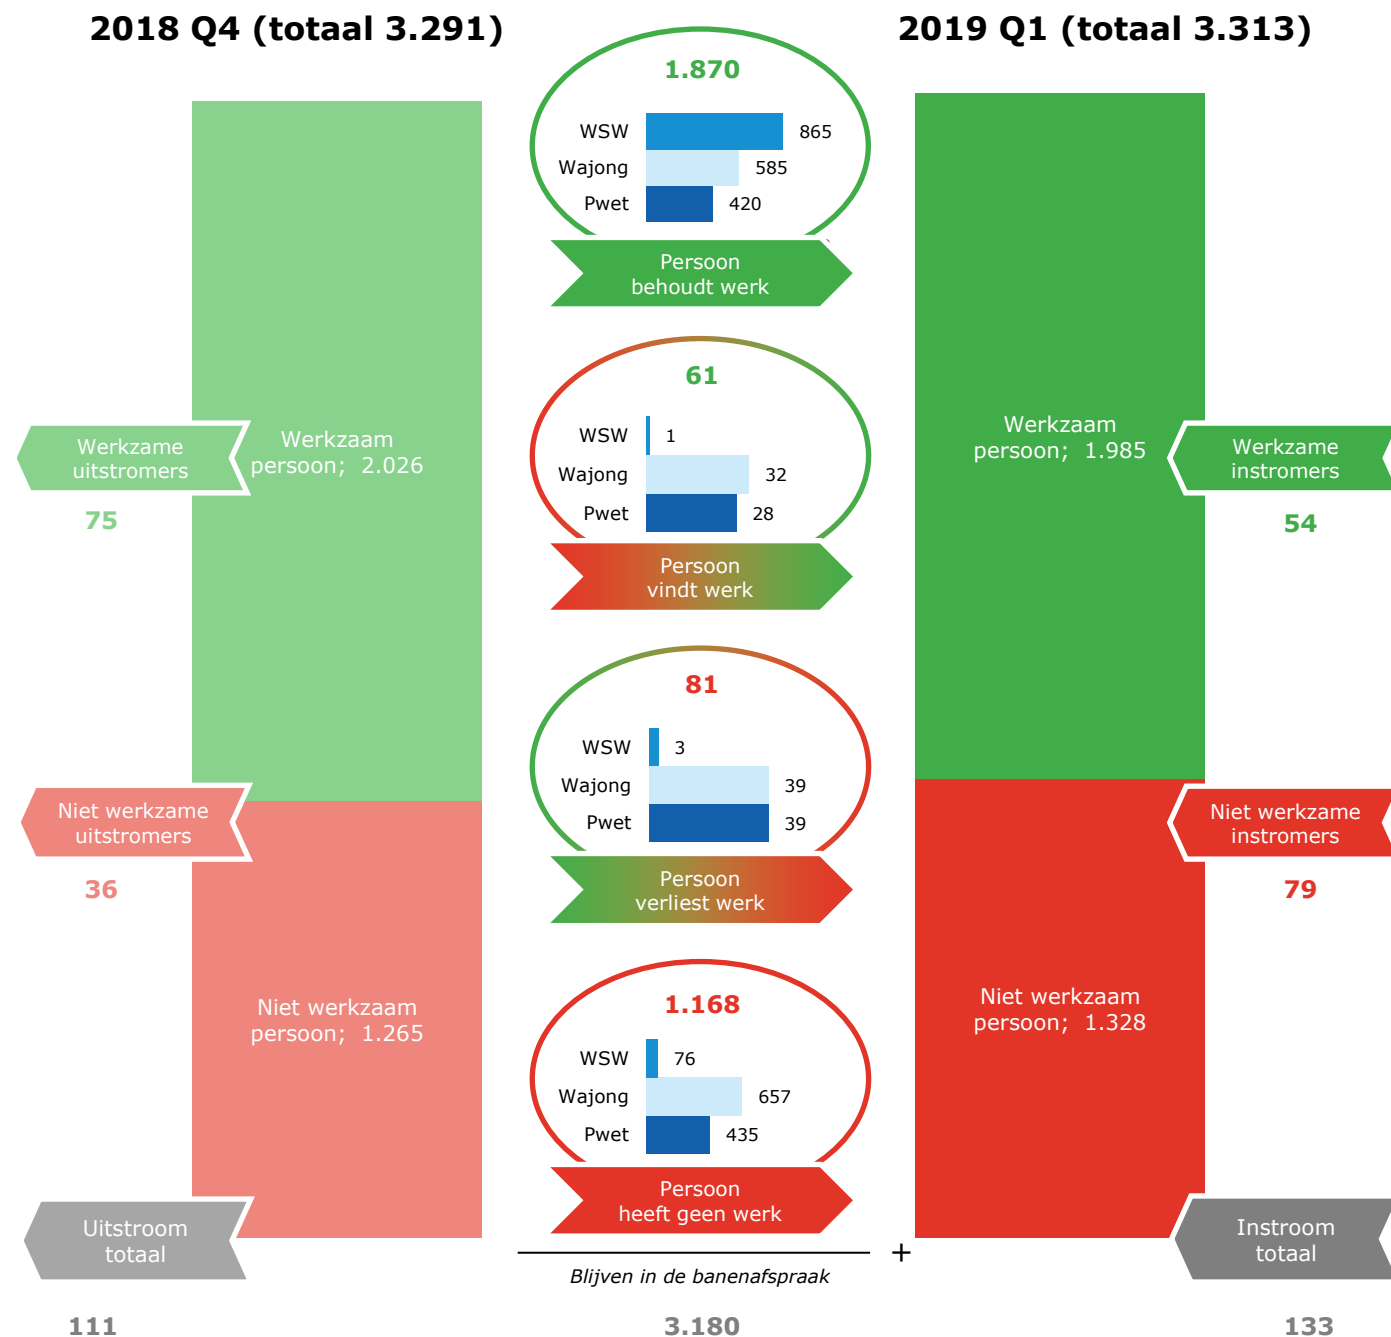 2018 Q4 (totaal 3.291)
2019 Q1 (totaal 3.313)
1.870
WSW 865
Wajong 585
Pwet 420
Persoon
behoudt werk
61
WSW 1
Wajong 32
Pwet 28
Persoon
vindt werk
81
WSW 3
Wajong 39
Pwet 39
Persoon
verliest werk
1.168
WSW 76
Wajong 657
Pwet 435
Persoon
heeft geen werk
Werkzame
uitstromers
75
Werkzaam
persoon; 2.026
Niet werkzame
uitstromers
36
Niet werkzaam
persoon; 1.265
Uitstroom
totaal
111
Werkzaam
persoon; 1.985
Werkzame
instromers
54
Niet werkzame
instromers
79
Niet werkzaam
persoon; 1.328
Instroom
totaal
133
+
Blijven in de banenafspraak
3.180